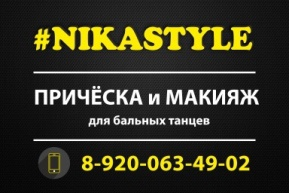 #NIKASTYLE
ПРИЧЁСКА и МАКИЯЖ
для бальных танцев
8-920-063-49-02